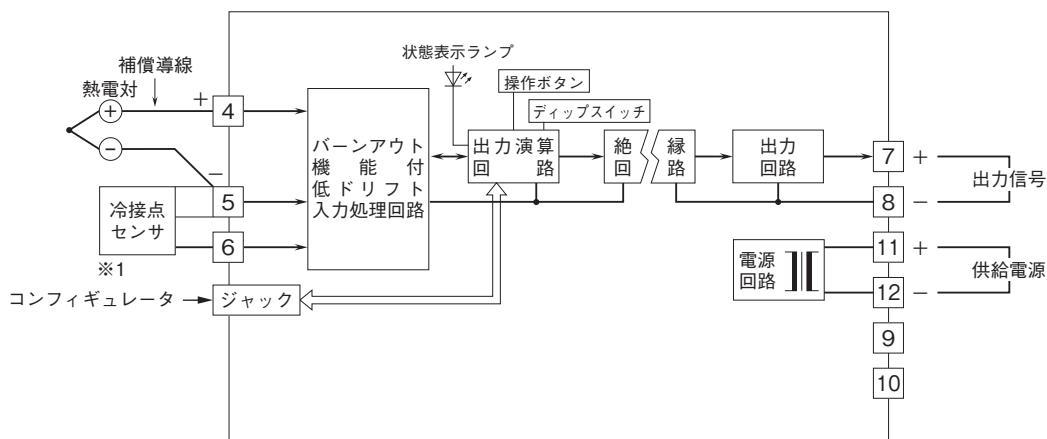 状態表示ランプ
操作ボタン
ディップスイッチ
補償導線
熱電対
+
+
−
−
4
5
6
冷接点
センサ
※1
バーンアウト
機能付
低ドリフト
入力処理回路
出力演算
回路
絶縁
回路
出力
回路
7
+
8
−
出力信号
電源
回路
11
+
12
−
供給電源
9
10
コンフィギュレータ
ジャック